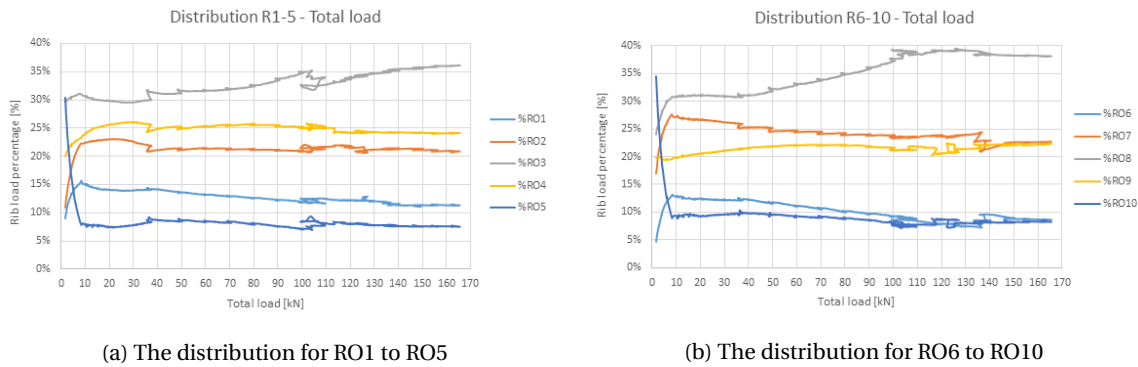 Distribution R1-5 - Total load
40%
35%
30%
25%
20%
15%
10%
5%
0%
Rib load percentage [%]
0 10 20 30 40 50 60 70 80 90 100 110 120 130 140 150 160 170
Total load [kN]
%RO1
%RO2
%RO3
%RO4
%RO5
(a) The distribution for RO1 to RO5
Distribution R6-10 - Total load
40%
35%
30%
25%
20%
15%
10%
5%
0%
Rib load percentage [%]
0 10 20 30 40 50 60 70 80 90 100 110 120 130 140 150 160 170
Total load [kN]
%RO6
%RO7
%RO8
%RO9
%RO10
(b) The distribution for RO6 to RO10